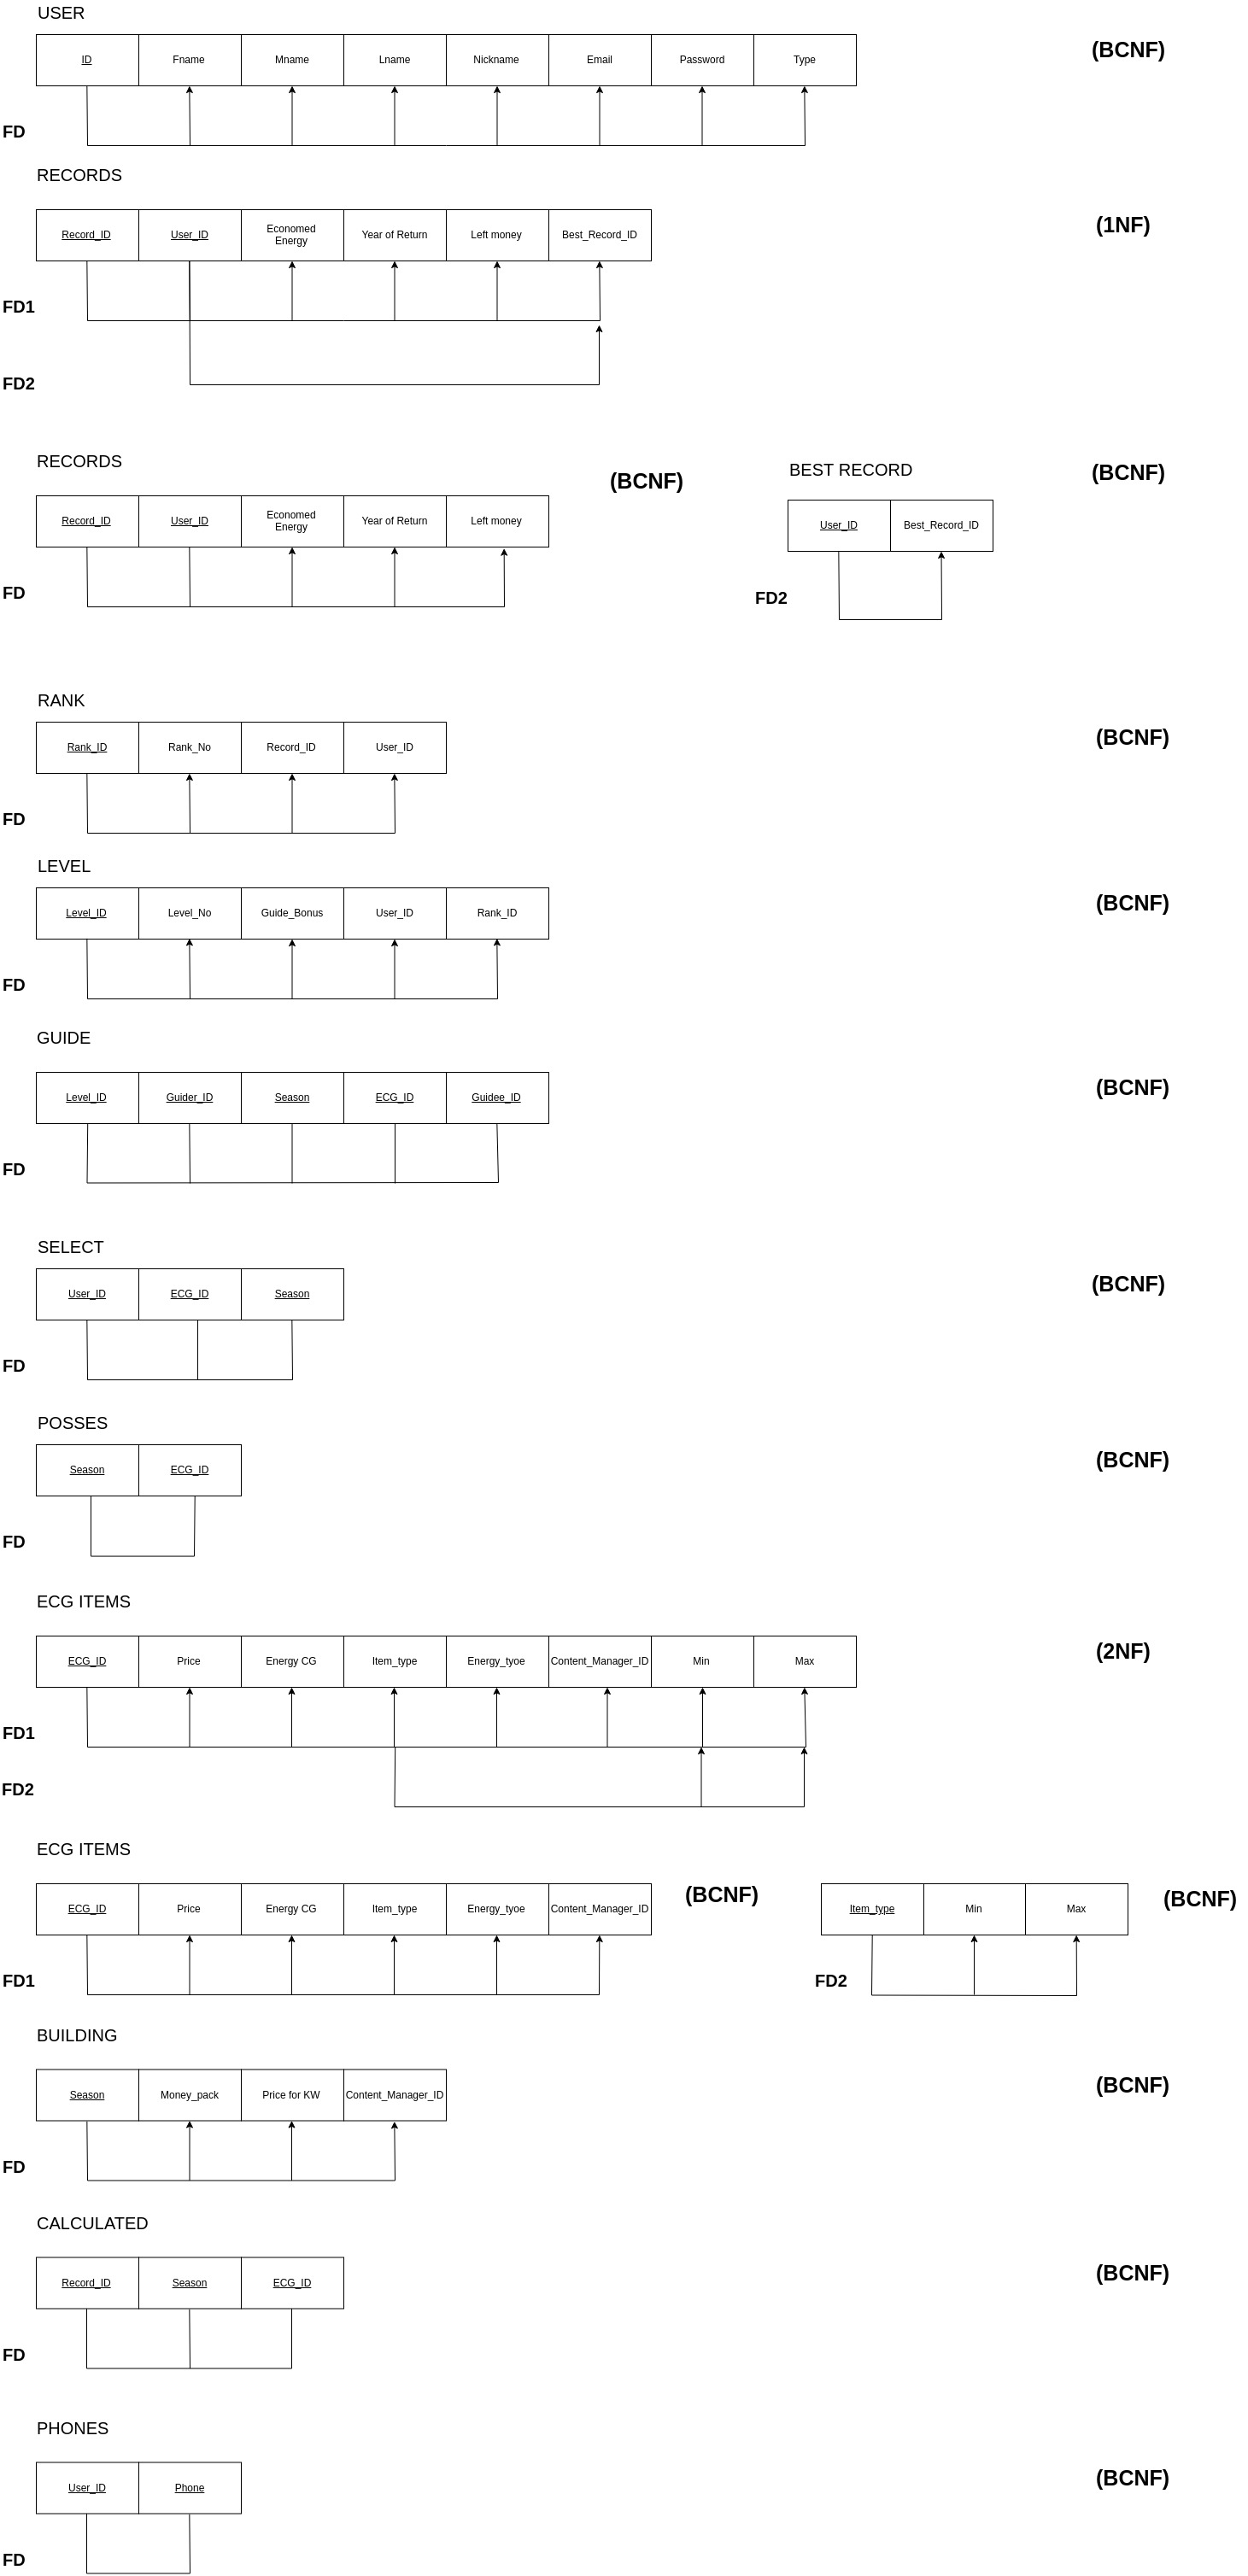 USER
ID Fname Mname Lname Nickname Email Password Type
(BCNF)
FD
RECORDS
Record_ID User_ID Economed Energy Year of Return Left money Best_Record_ID
(1NF)
FD1
FD2
RECORDS
(BCNF)
Record_ID User_ID Economed Energy Year of Return Left money
FD
BEST RECORD
(BCNF)
User_ID Best_Record_ID
FD2
RANK
Rank_ID Rank_No Record_ID User_ID
(BCNF)
FD
LEVEL
Level_ID Level_No Guide_Bonus User_ID Rank_ID
(BCNF)
FD
GUIDE
Level_ID Guider_ID Season ECG_ID Guidee_ID
(BCNF)
FD
SELECT
User_ID ECG_ID Season
(BCNF)
FD
POSSES
Season ECG_ID
(BCNF)
FD
ECG ITEMS
ECG_ID Price Energy CG Item_type Energy_tyoe Content_Manager_ID Min Max
(2NF)
FD1
FD2
ECG ITEMS
ECG_ID Price Energy CG Item_type Energy_tyoe Content_Manager_ID
(BCNF)
FD1
Item_type Min Max
(BCNF)
FD2
BUILDING
Season Money_pack Price for KW Content_Manager_ID
(BCNF)
FD
CALCULATED
Record_ID Season ECG_ID
(BCNF)
FD
PHONES
User_ID Phone
(BCNF)
FD